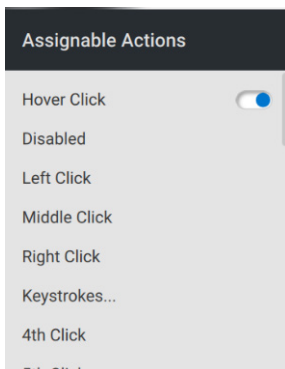 Assignable Actions
Hover Click
Disabled
Left Click
Middle Click
Right Click
Keystrokes...
4th Click